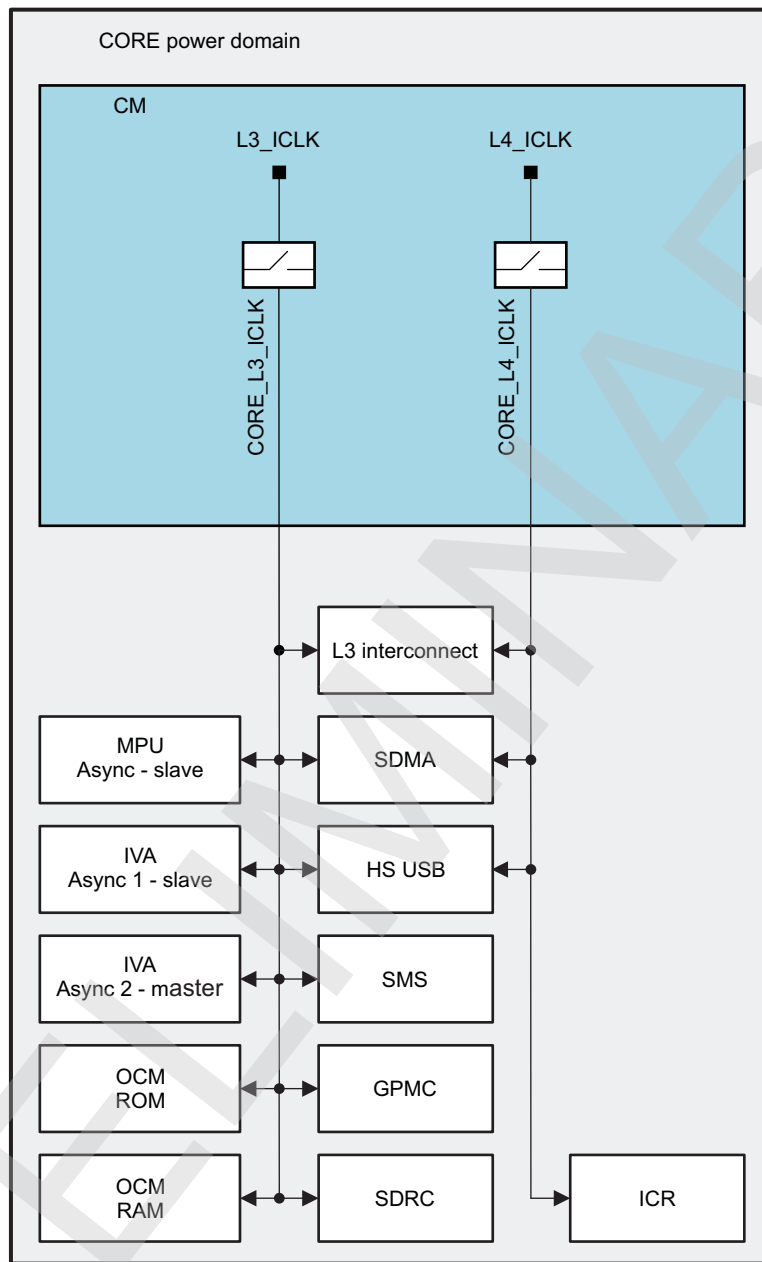 CORE power domain
CM
L3_ICLK
L4_ICLK
CORE_L3_ICLK
CORE_L4_ICLK
L3 interconnect
MPU
Async - slave
SDMA
IVA
Async 1 - slave
HS USB
IVA
Async 2 - master
SMS
OCM
ROM
GPMC
OCM
RAM
SDRC
ICR
ELIMINAR